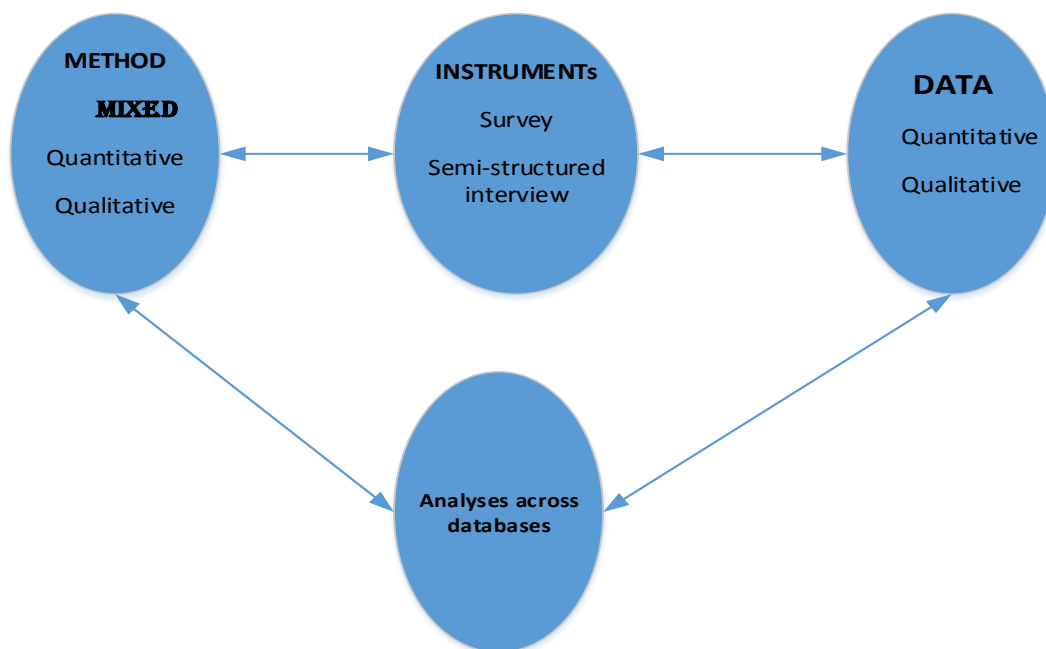 METHOD
MIXED
Quantitative
Qualitative
INSTRUMENTs
Survey
Semi-structured
interview
DATA
Quantitative
Qualitative
Analyses across
databases